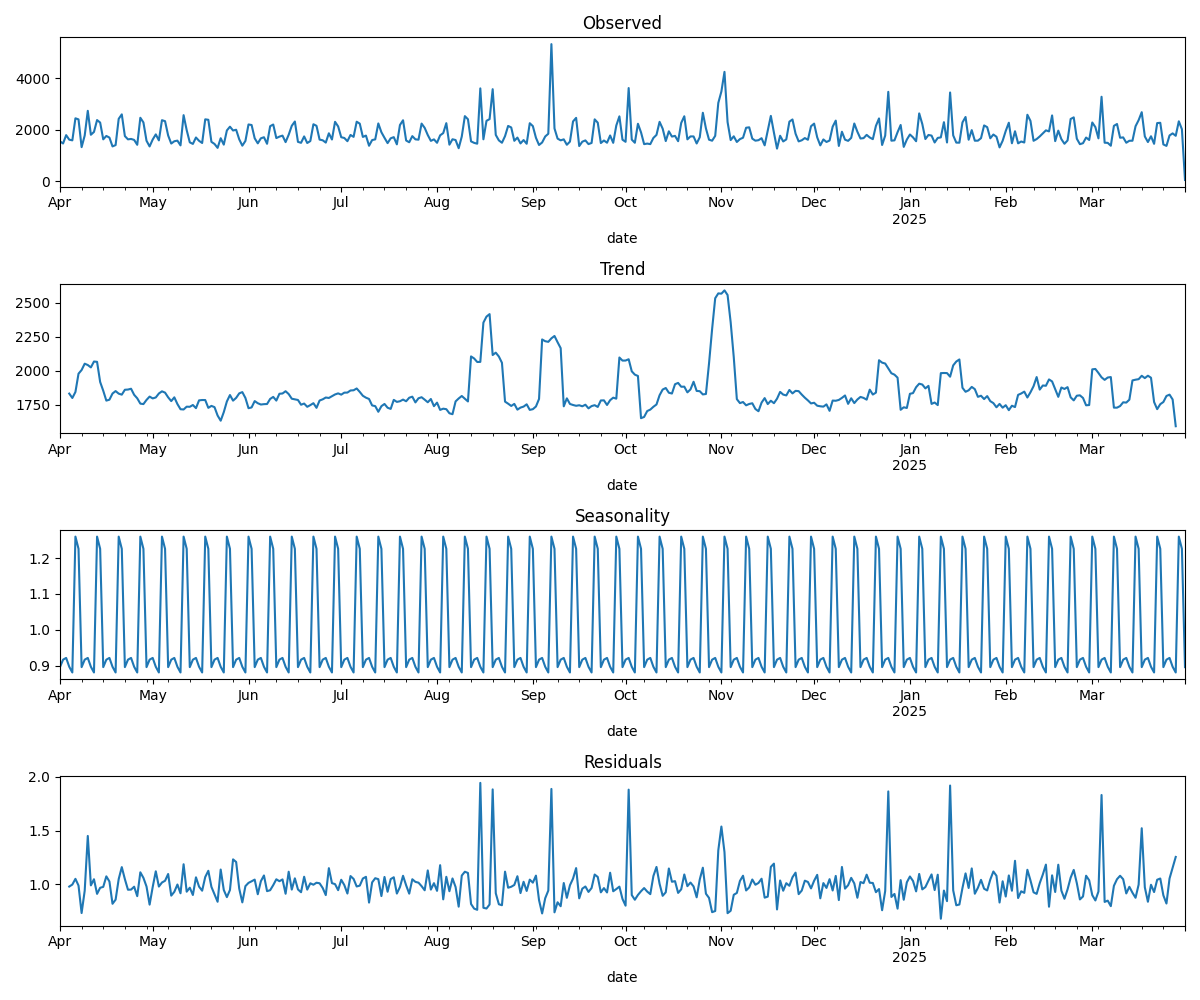 Observed
4000
2000
0
Apr May Jun Jul Aug Sep Oct Nov Dec Jan Feb Mar
2025
date
Trend
2500
2250
2000
1750
Apr May Jun Jul Aug Sep Oct Nov Dec Jan Feb Mar
2025
date
Seasonality
1.2
1.1
1.0
0.9
Apr May Jun Jul Aug Sep Oct Nov Dec Jan Feb Mar
2025
date
Residuals
2.0
1.5
1.0
Apr May Jun Jul Aug Sep Oct Nov Dec Jan Feb Mar
2025
date